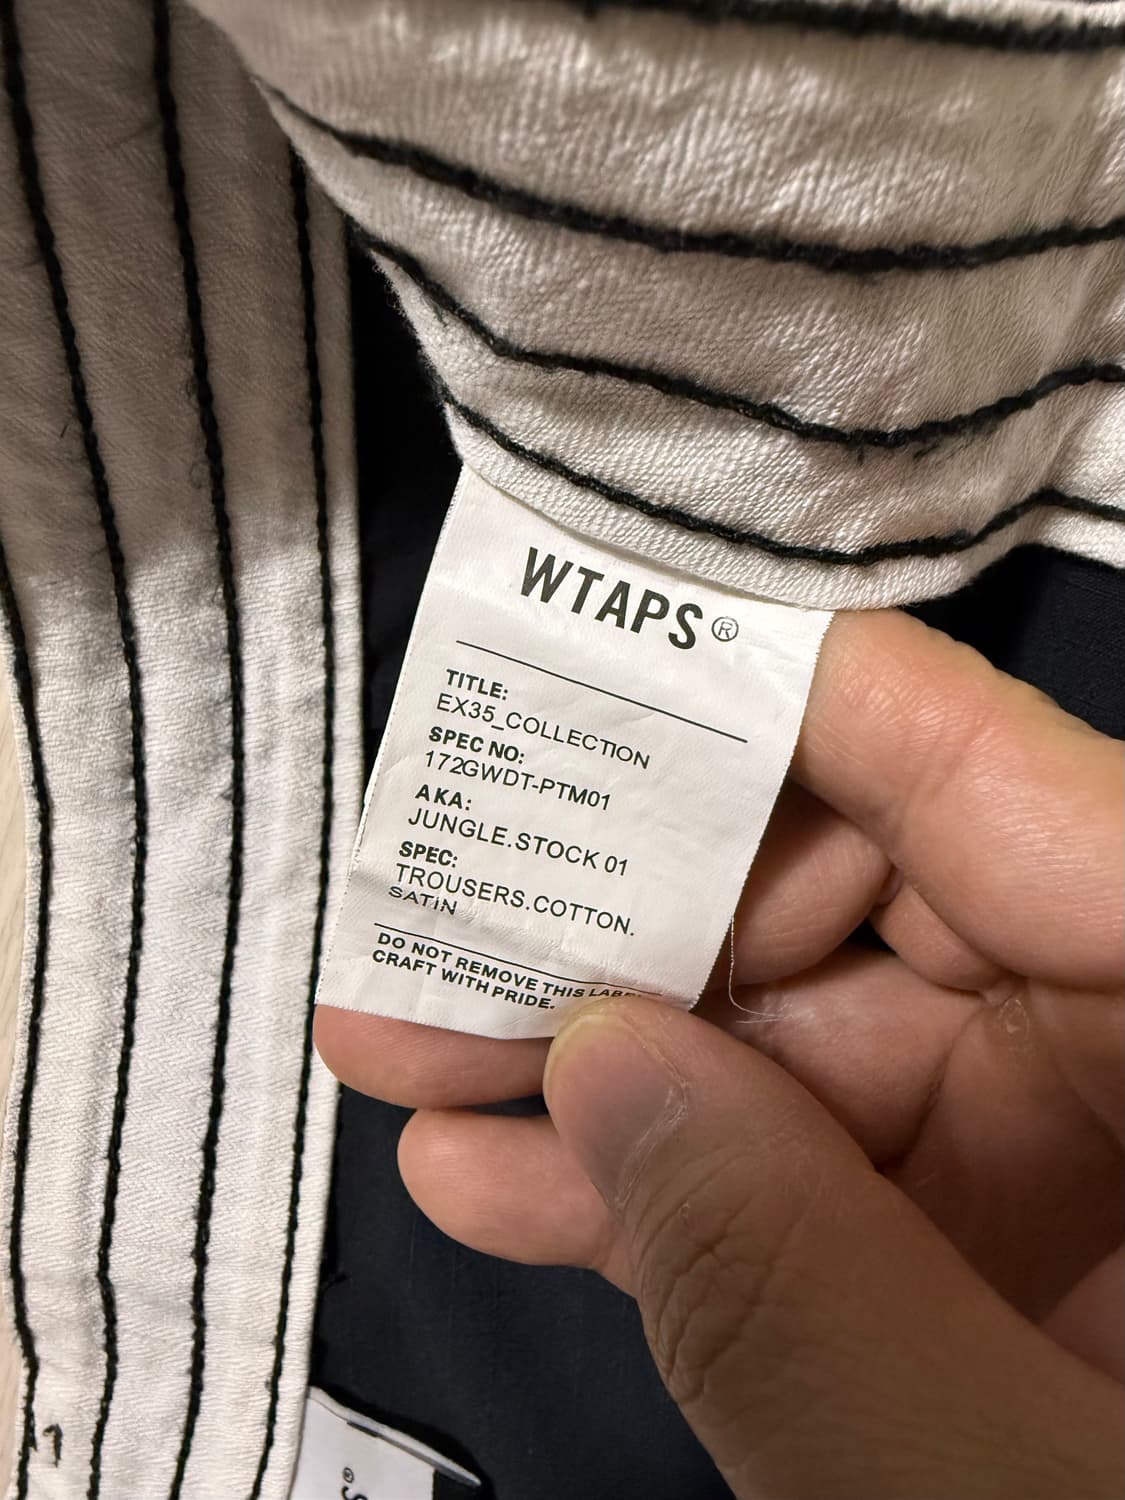 WTAPS®
TITLE:
EX35_COLLECTION
SPEC NO:
172GWDT-PTM01
AKA:
JUNGLE.STOCK 01
SPEC:
TROUSERS.COTTON.
SATIN
DO NOT REMOVE THIS LABEL
CRAFT WITH PRIDE.
®
S